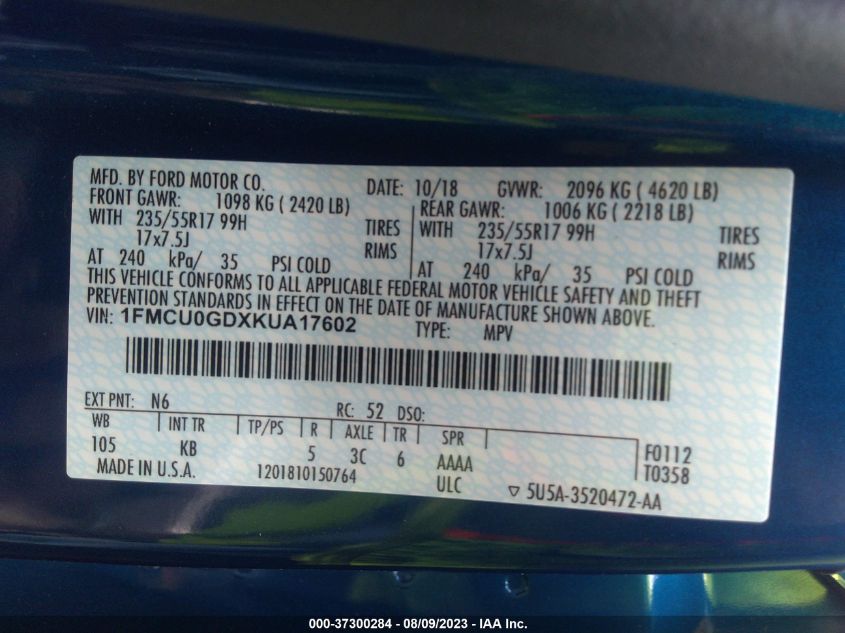 MFD. BY FORD MOTOR CO. DATE: 10/18 GVWR: 2096 KG ( 4620 LB)
FRONT GAWR: 1098 KG ( 2420 LB) REAR GAWR: 1006 KG ( 2218 LB)
WITH 235/55R17 99H TIRES WITH 235/55R17 99H TIRES
17x7.5J RIMS 17x7.5J RIMS
AT 240 kPa/ 35 PSI COLD AT 240 kPa/ 35 PSI COLD
THIS VEHICLE CONFORMS TO ALL APPLICABLE FEDERAL MOTOR VEHICLE SAFETY AND THEFT
PREVENTION STANDARDS IN EFFECT ON THE DATE OF MANUFACTURE SHOWN ABOVE.
VIN: 1FMCU0GDXKUA17602 TYPE: MPV
EXT PNT: N6 RC: 52 DSO:
WB INT TR TP/PS R AXLE TR SPR
105 KB 5 3C 6 AAAA F0112
MADE IN U.S.A. 1201810150764 ULC T0358
5U5A-3520472-AA
000-37300284 - 08/09/2023 - IAA Inc.